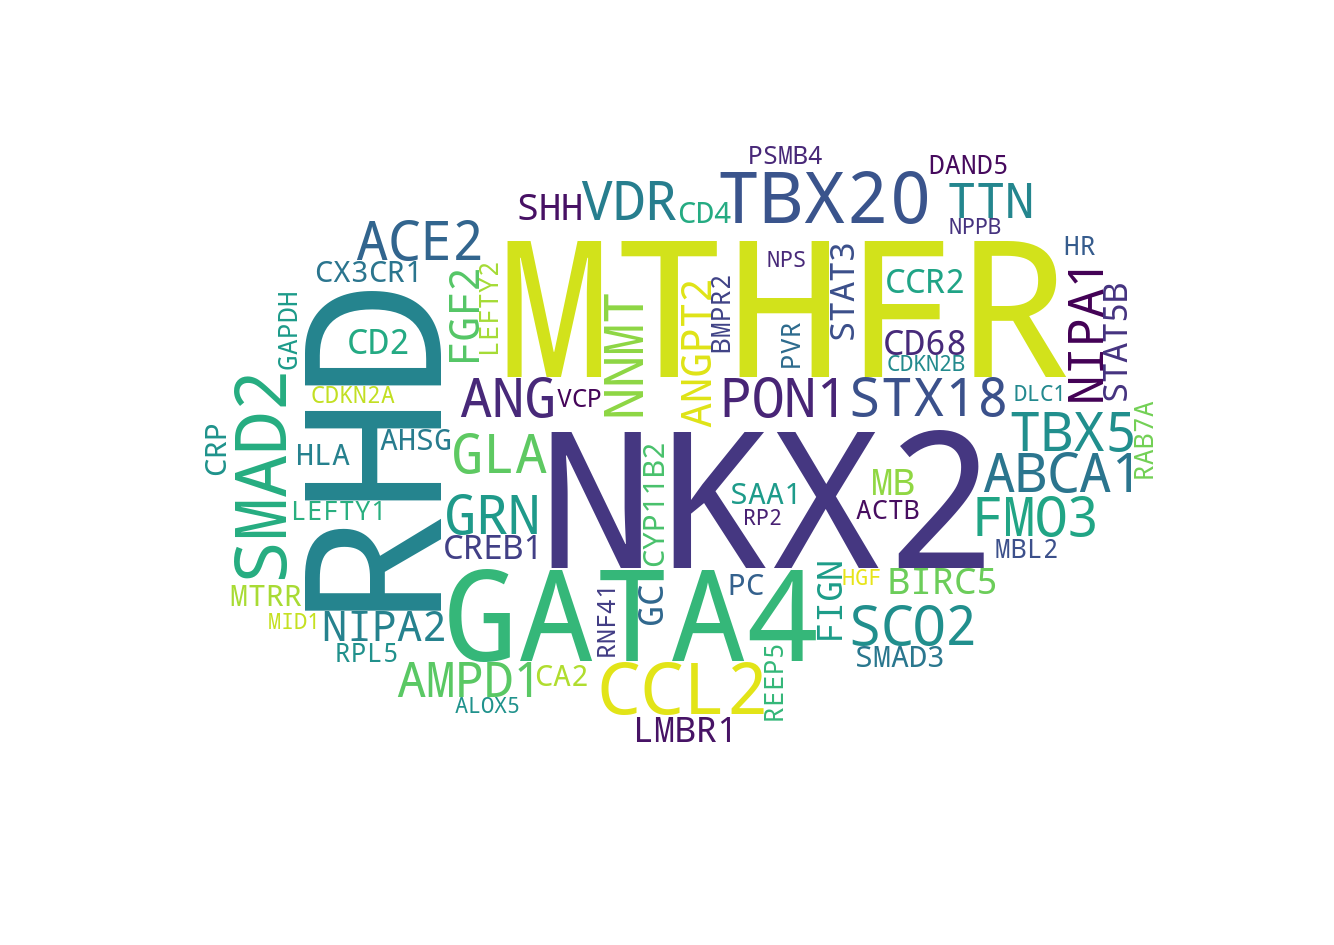 PSMB4
DAND5
TBX20
SHH
VDR
CD4
TTN
NPPB
ACE2
MTHFR
NPS
STAT3
HR
CX3CR1
FGF2
LEFTY2
CCR2
NIPA1
STAT5B
GAPDH
RHD
CD2
NNMT
ANGPT2
BMPR2
PVR
CD68
CDKN2B
SMAD2
CDKN2A
ANG
VCP
PON1
STX18
DLC1
TBX5
RAB7A
CRP
HLA
AHSG
GLA
NKX2
CYP11B2
SAA1
RP2
MB
ACTB
ABCA1
LEFTY1
GRN
FMO3
CREB1
MBL2
MTRR
GATA4
RNF41
GC
PC
FIGN
HGF
BIRC5
MID1
NIPA2
SCO2
RPL5
SMAD3
AMPD1
CA2
CCL2
REEP5
ALOX5
LMBR1